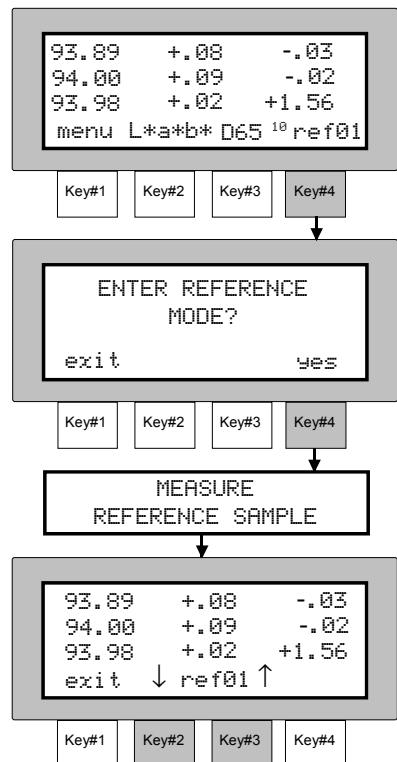 93.89 +.08 -.03
94.00 +.09 -.02
93.98 +.02 +1.56
menu L*a*b* D65 10 ref01
Key#1 Key#2 Key#3 Key#4
ENTER REFERENCE
MODE?
exit yes
Key#1 Key#2 Key#3 Key#4
MEASURE
REFERENCE SAMPLE
93.89 +.08 -.03
94.00 +.09 -.02
93.98 +.02 +1.56
exit ↓ ref01 ↑
Key#1 Key#2 Key#3 Key#4